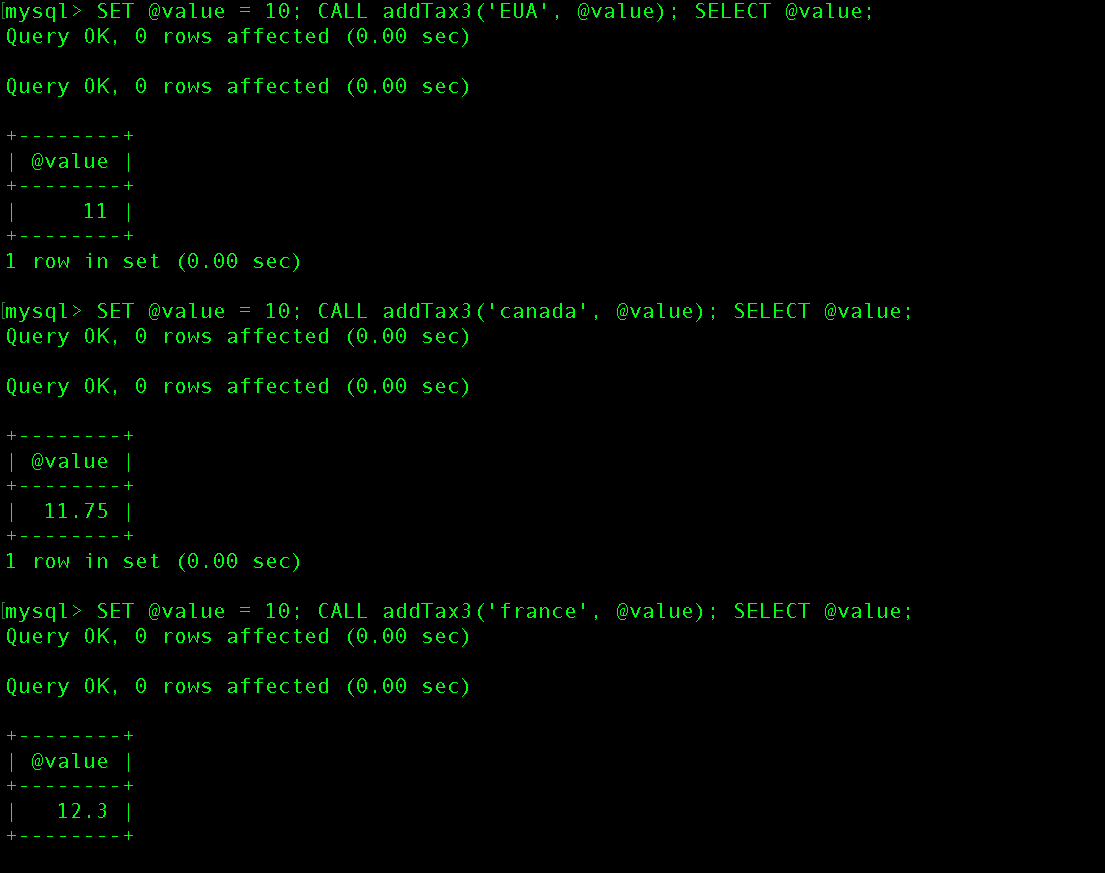 [mysql> SET @value = 10; CALL addTax3('EUA', @value); SELECT @value;
Query OK, 0 rows affected (0.00 sec)

Query OK, 0 rows affected (0.00 sec)

+--------+
| @value |
+--------+
|     11 |
+--------+
1 row in set (0.00 sec)

[mysql> SET @value = 10; CALL addTax3('canada', @value); SELECT @value;
Query OK, 0 rows affected (0.00 sec)

Query OK, 0 rows affected (0.00 sec)

+--------+
| @value |
+--------+
|  11.75 |
+--------+
1 row in set (0.00 sec)

[mysql> SET @value = 10; CALL addTax3('france', @value); SELECT @value;
Query OK, 0 rows affected (0.00 sec)

Query OK, 0 rows affected (0.00 sec)

+--------+
| @value |
+--------+
|   12.3 |
+--------+